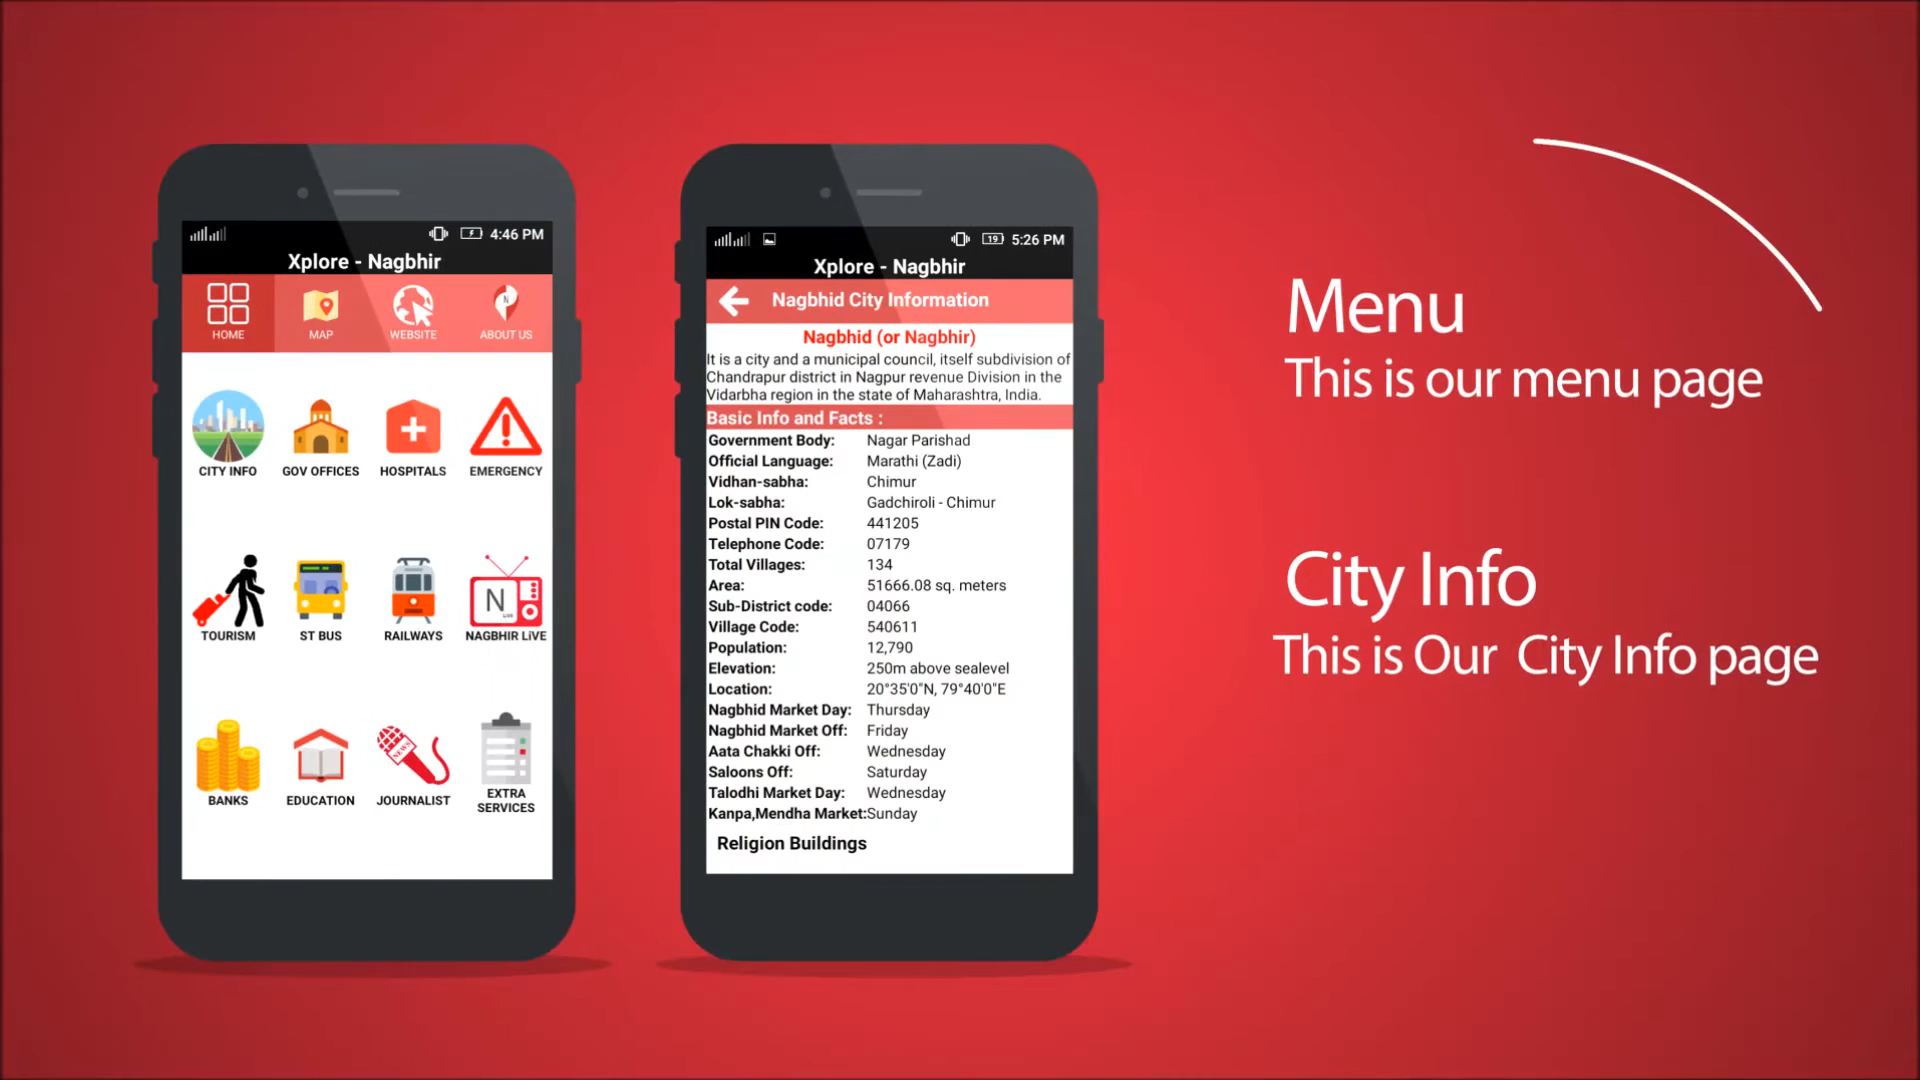 4:46 PM
Xplore - Nagbhir
HOME MAP WEBSITE ABOUT US
N
CITY INFO GOV OFFICES HOSPITALS EMERGENCY
N
TOURISM ST BUS RAILWAYS NAGBHIR LiVE
NEWS
BANKS EDUCATION JOURNALIST EXTRA SERVICES
19 5:26 PM
Xplore - Nagbhir
Nagbhid City Information
Nagbhid (or Nagbhir)
It is a city and a municipal council, itself subdivision of
Chandrapur district in Nagpur revenue Division in the
Vidarbha region in the state of Maharashtra, India.
Basic Info and Facts :
Government Body: Nagar Parishad
Official Language: Marathi (Zadi)
Vidhan-sabha: Chimur
Lok-sabha: Gadchiroli - Chimur
Postal PIN Code: 441205
Telephone Code: 07179
Total Villages: 134
Area: 51666.08 sq. meters
Sub-District code: 04066
Village Code: 540611
Population: 12,790
Elevation: 250m above sealevel
Location: 20°35'0"N, 79°40'0"E
Nagbhid Market Day: Thursday
Nagbhid Market Off: Friday
Aata Chakki Off: Wednesday
Saloons Off: Saturday
Talodhi Market Day: Wednesday
Kanpa,Mendha Market:Sunday
Religion Buildings
Menu
This is our menu page
City Info
This is Our City Info page